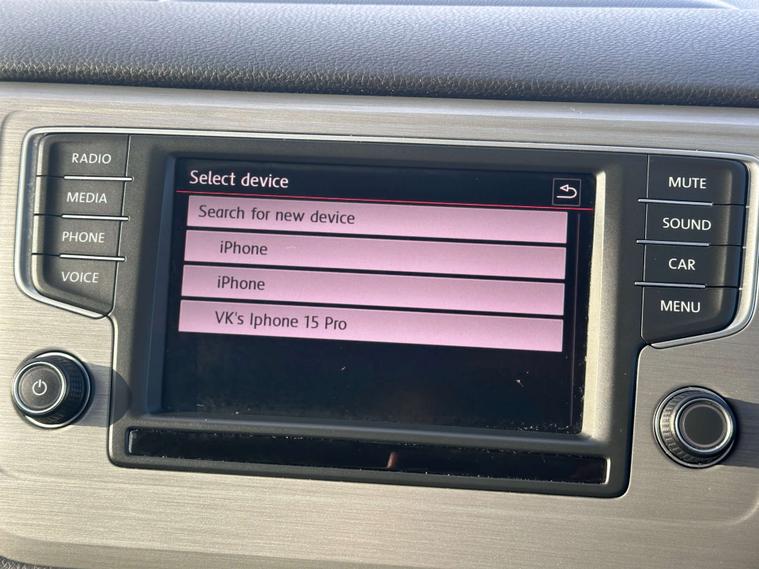 RADIO
MEDIA
PHONE
VOICE
Select device
Search for new device
iPhone
iPhone
VK's Iphone 15 Pro
MUTE
SOUND
CAR
MENU